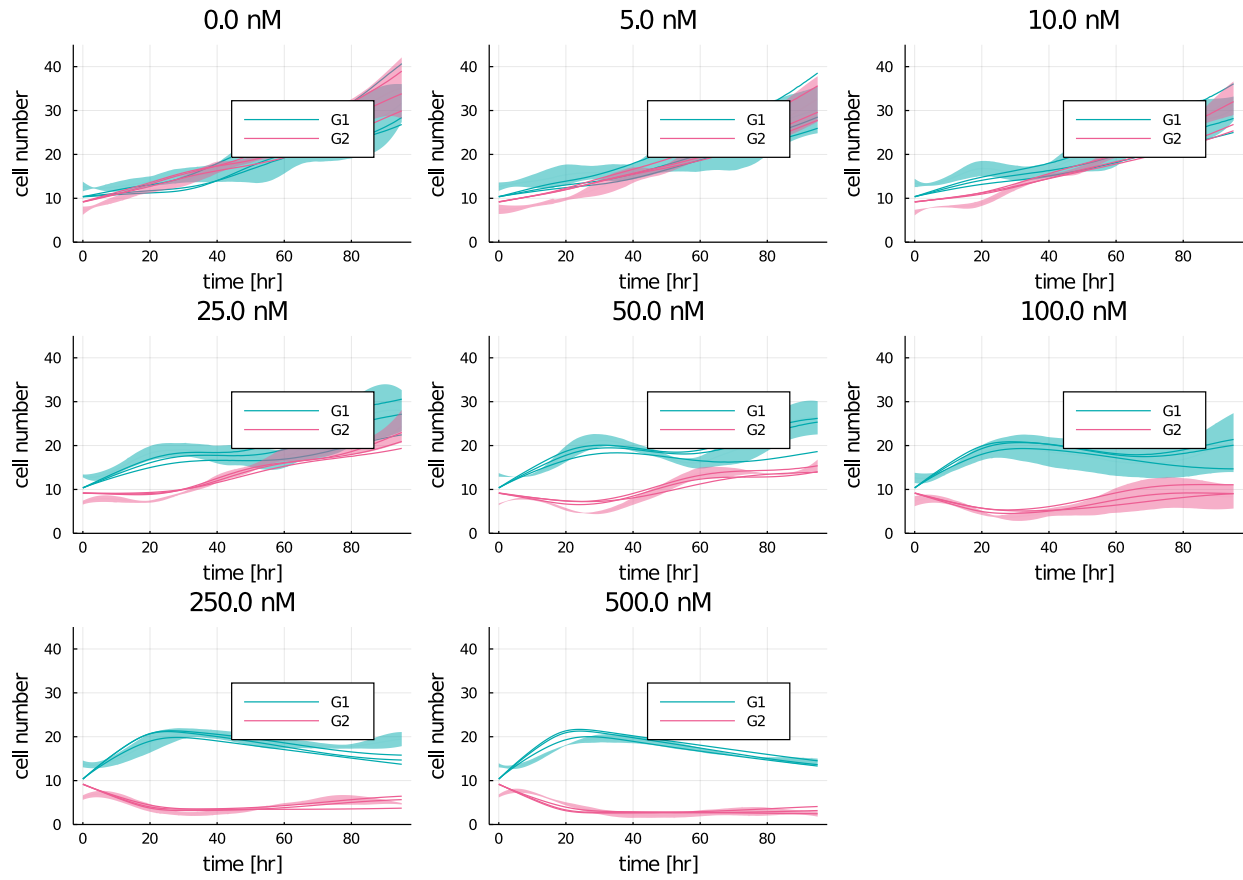 0.0 nM
cell number
40
30
20
10
0
G1
G2
0 20 40 60 80
time [hr]
5.0 nM
cell number
40
30
20
10
0
G1
G2
0 20 40 60 80
time [hr]
10.0 nM
cell number
40
30
20
10
0
G1
G2
0 20 40 60 80
time [hr]
25.0 nM
cell number
40
30
20
10
0
G1
G2
0 20 40 60 80
time [hr]
50.0 nM
cell number
40
30
20
10
0
G1
G2
0 20 40 60 80
time [hr]
100.0 nM
cell number
40
30
20
10
0
G1
G2
0 20 40 60 80
time [hr]
250.0 nM
cell number
40
30
20
10
0
G1
G2
0 20 40 60 80
time [hr]
500.0 nM
cell number
40
30
20
10
0
G1
G2
0 20 40 60 80
time [hr]